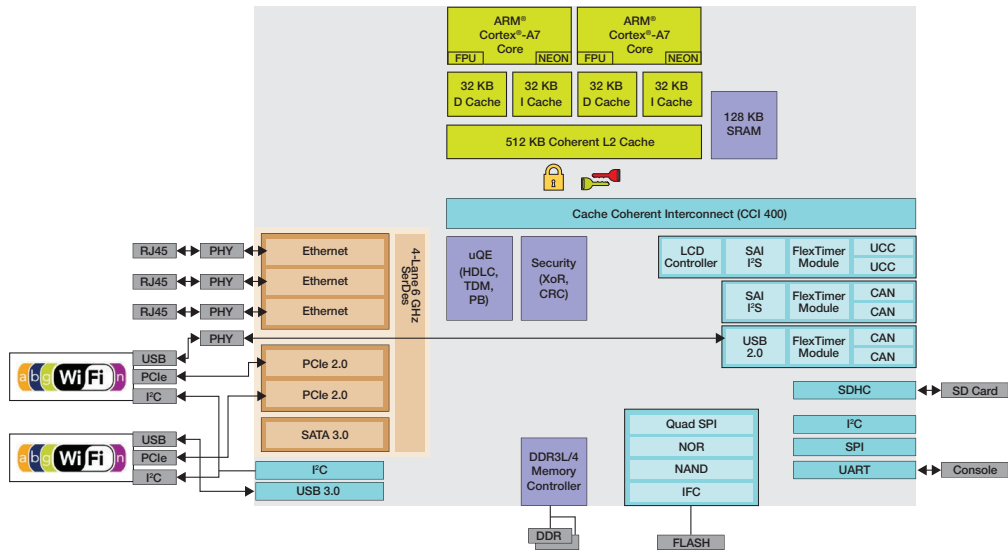 ARM®
Cortex®-A7
Core
FPU
NEON
ARM®
Cortex®-A7
Core
FPU
NEON
32 KB
D Cache
32 KB
I Cache
32 KB
D Cache
32 KB
I Cache
128 KB
SRAM
512 KB Coherent L2 Cache
Cache Coherent Interconnect (CCI 400)
RJ45
PHY
Ethernet
RJ45
PHY
Ethernet
RJ45
PHY
Ethernet
4-Lane 6 GHz
SerDes
uQE
(HDLC,
TDM,
PB)
Security
(XoR,
CRC)
LCD
Controller
SAI
I²S
FlexTimer
Module
UCC
UCC
SAI
I²S
FlexTimer
Module
CAN
CAN
USB
2.0
FlexTimer
Module
CAN
CAN
PHY
abg WiFi n
USB
PCIe
I²C
PCIe 2.0
PCIe 2.0
SATA 3.0
abg WiFi n
USB
PCIe
I²C
I²C
USB 3.0
DDR3L/4
Memory
Controller
DDR
Quad SPI
NOR
NAND
IFC
FLASH
SDHC
SD Card
I²C
SPI
UART
Console